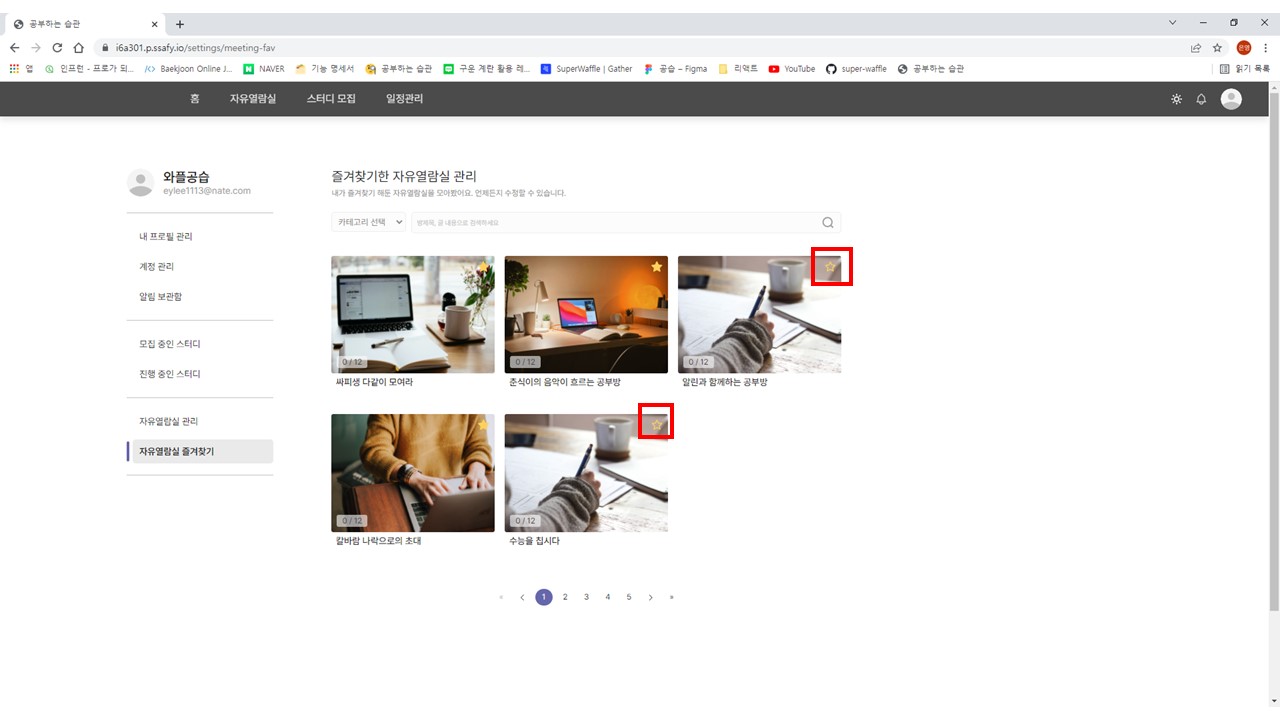 공부하는 습관
i6a301.p.ssafy.io/settings/meeting-fav
앱 인프런 - 프로가 되... Baekjoon Online J... NAVER 기능 명세서 공부하는 습관 구운 계란 활용 레... SuperWaffle | Gather 공습 – Figma 리액트 YouTube super-waffle 공부하는 습관 읽기 목록
홈 자유열람실 스터디 모집 일정관리
와플공습
eylee1113@nate.com
내 프로필 관리
계정 관리
알림 보관함
모집 중인 스터디
진행 중인 스터디
자유열람실 관리
자유열람실 즐겨찾기
즐겨찾기한 자유열람실 관리
내가 즐겨찾기 해둔 자유열람실을 모아봤어요. 언제든지 수정할 수 있습니다.
카테고리 선택 방제목, 글 내용으로 검색하세요
0 / 12 0 / 12 0 / 12
싸피생 다같이 모여라 춘식이의 음악이 흐르는 공부방 알린과 함께하는 공부방
0 / 12 0 / 12
칼바람 나락으로의 초대 수능을 칩시다
« ‹ 1 2 3 4 5 › »